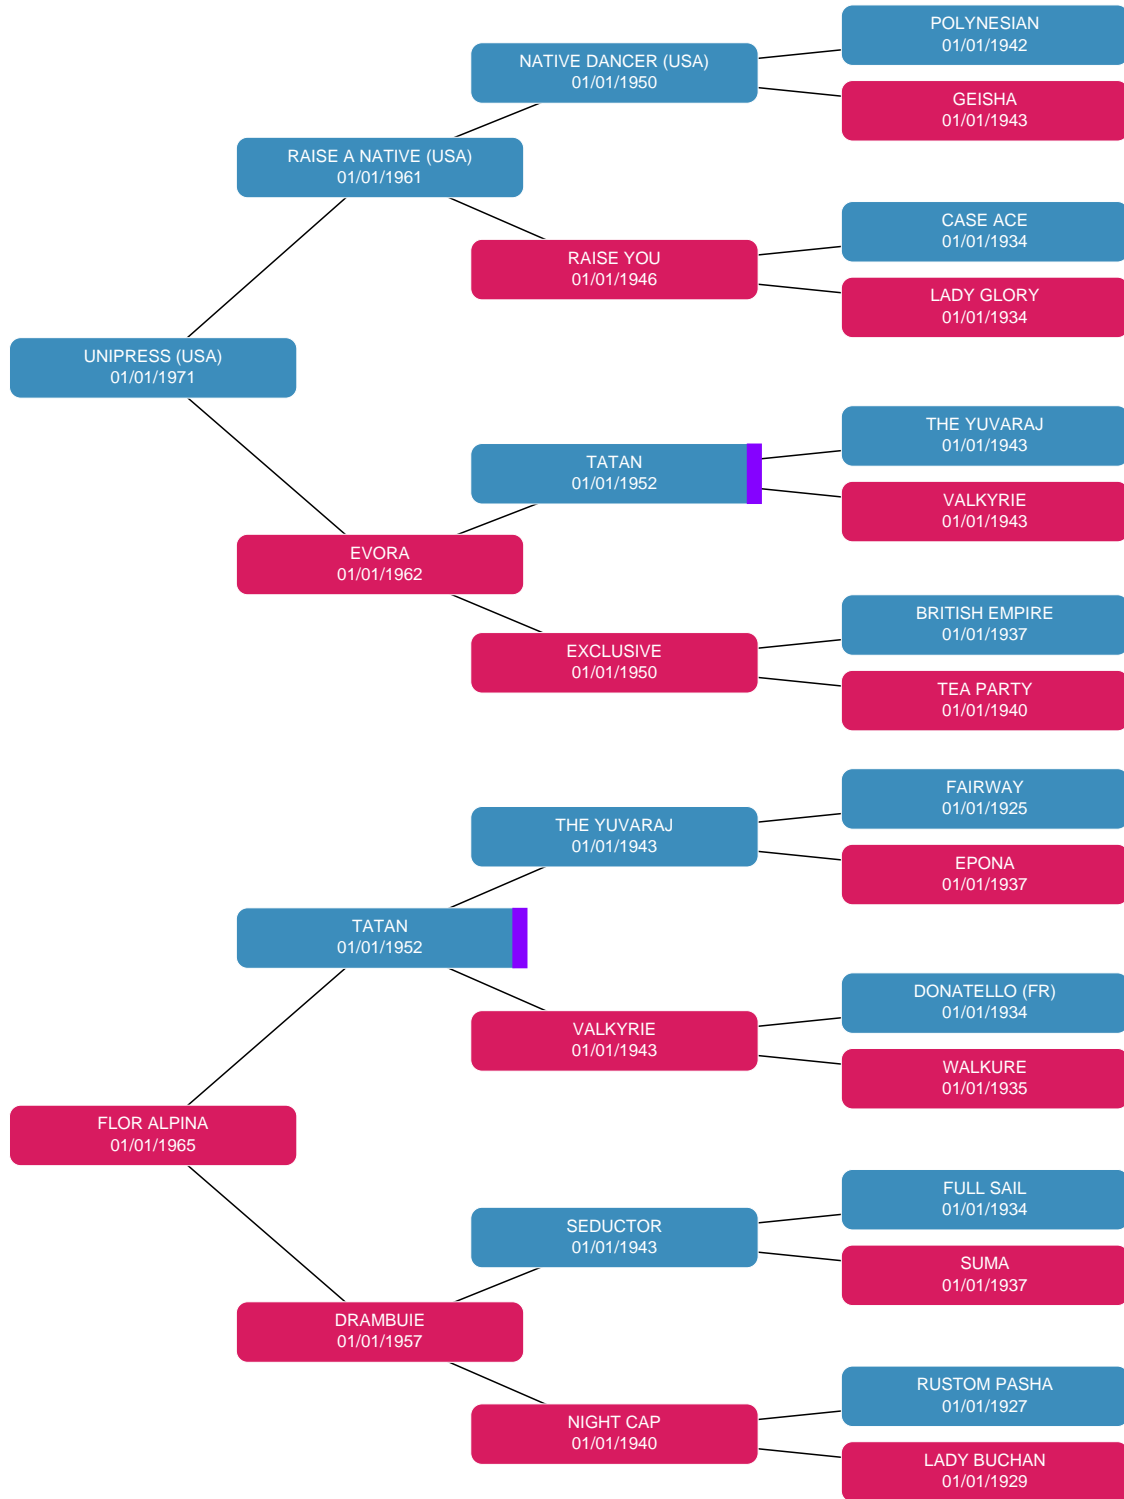 POLYNESIAN
01/01/1942
NATIVE DANCER (USA)
01/01/1950
GEISHA
01/01/1943
RAISE A NATIVE (USA)
01/01/1961
CASE ACE
01/01/1934
RAISE YOU
01/01/1946
LADY GLORY
01/01/1934
UNIPRESS (USA)
01/01/1971
THE YUVARAJ
01/01/1943
TATAN
01/01/1952
VALKYRIE
01/01/1943
EVORA
01/01/1962
BRITISH EMPIRE
01/01/1937
EXCLUSIVE
01/01/1950
TEA PARTY
01/01/1940
FAIRWAY
01/01/1925
THE YUVARAJ
01/01/1943
EPONA
01/01/1937
TATAN
01/01/1952
DONATELLO (FR)
01/01/1934
VALKYRIE
01/01/1943
WALKURE
01/01/1935
FLOR ALPINA
01/01/1965
FULL SAIL
01/01/1934
SEDUCTOR
01/01/1943
SUMA
01/01/1937
DRAMBUIE
01/01/1957
RUSTOM PASHA
01/01/1927
NIGHT CAP
01/01/1940
LADY BUCHAN
01/01/1929